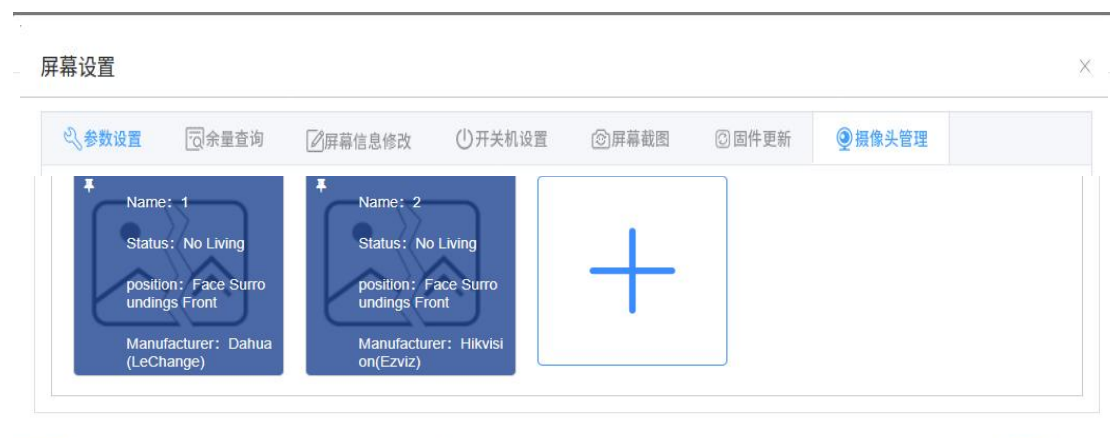 屏幕设置
参数设置 余量查询 屏幕信息修改 开关机设置 屏幕截图 固件更新 摄像头管理
Name：1
Status：No Living
position：Face Surro
undings Front
Manufacturer：Dahua
(LeChange)
Name：2
Status：No Living
position：Face Surro
undings Front
Manufacturer：Hikvisi
on(Ezviz)